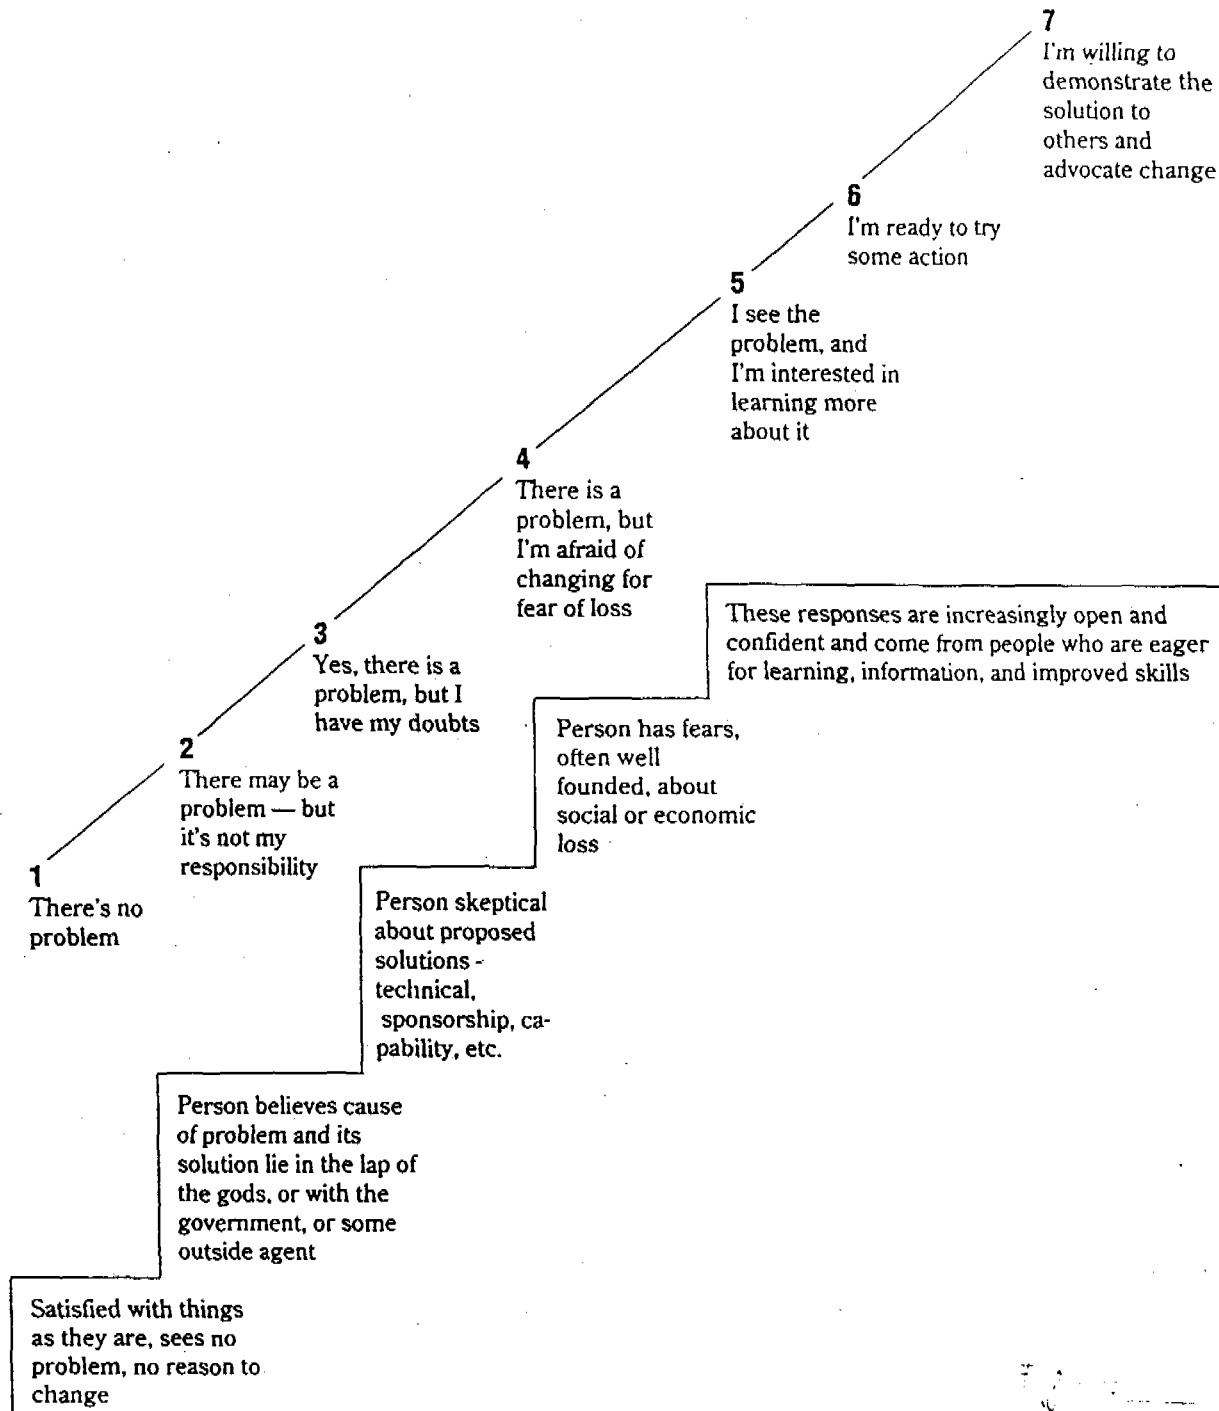 7
I'm willing to
demonstrate the
solution to
others and
advocate change
6
I'm ready to try
some action
5
I see the
problem, and
I'm interested in
learning more
about it
4
There is a
problem, but
I'm afraid of
changing for
fear of loss
3
Yes, there is a
problem, but I
have my doubts
2
There may be a
problem — but
it's not my
responsibility
1
There's no
problem
These responses are increasingly open and
confident and come from people who are eager
for learning, information, and improved skills
Person has fears,
often well
founded, about
social or economic
loss
Person skeptical
about proposed
solutions -
technical,
sponsorship, ca-
pability, etc.
Person believes cause
of problem and its
solution lie in the lap of
the gods, or with the
government, or some
outside agent
Satisfied with things
as they are, sees no
problem, no reason to
change